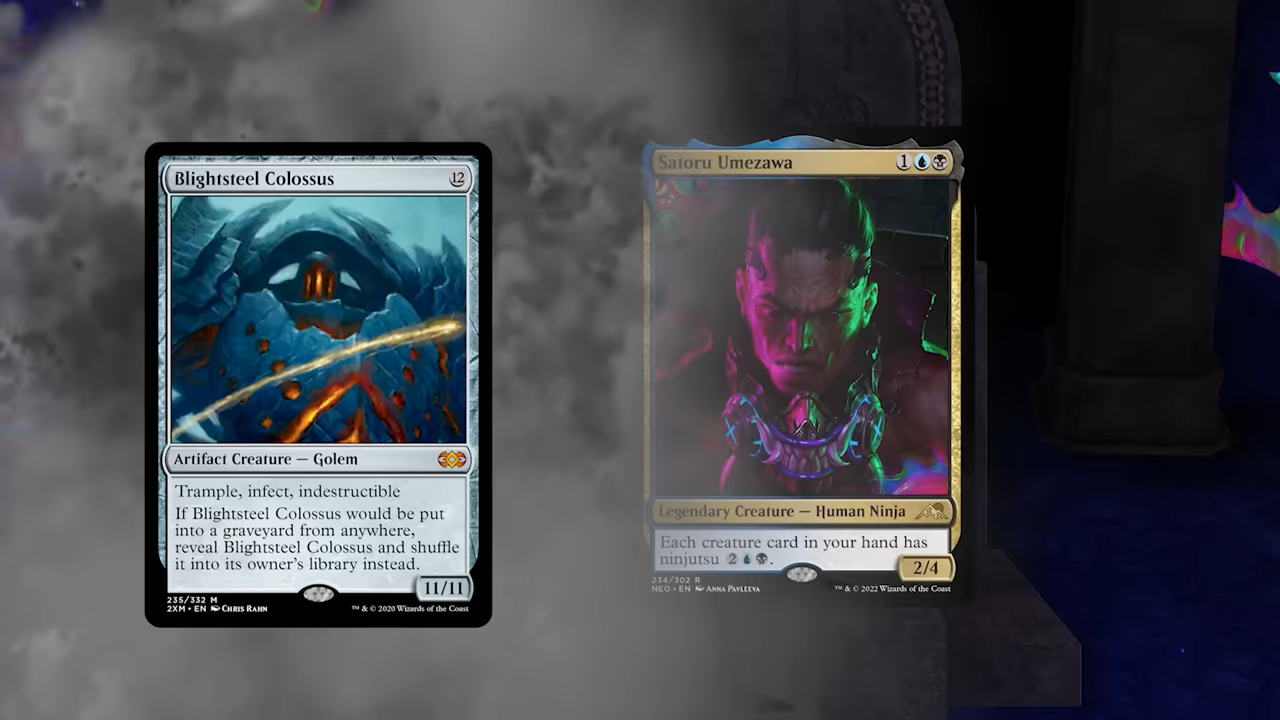 Blightsteel Colossus 12
Artifact Creature — Golem
Trample, infect, indestructible
If Blightsteel Colossus would be put
into a graveyard from anywhere,
reveal Blightsteel Colossus and shuffle
it into its owner's library instead.
11/11
235/332 M
2XM • EN Chris Rahn ™ & © 2020 Wizards of the Coast
Satoru Umezawa 1
Legendary Creature — Human Ninja
Each creature card in your hand has
ninjutsu 2 .
2/4
234/302 R
NEO • EN Anna Pavleeva ™ & © 2022 Wizards of the Coast